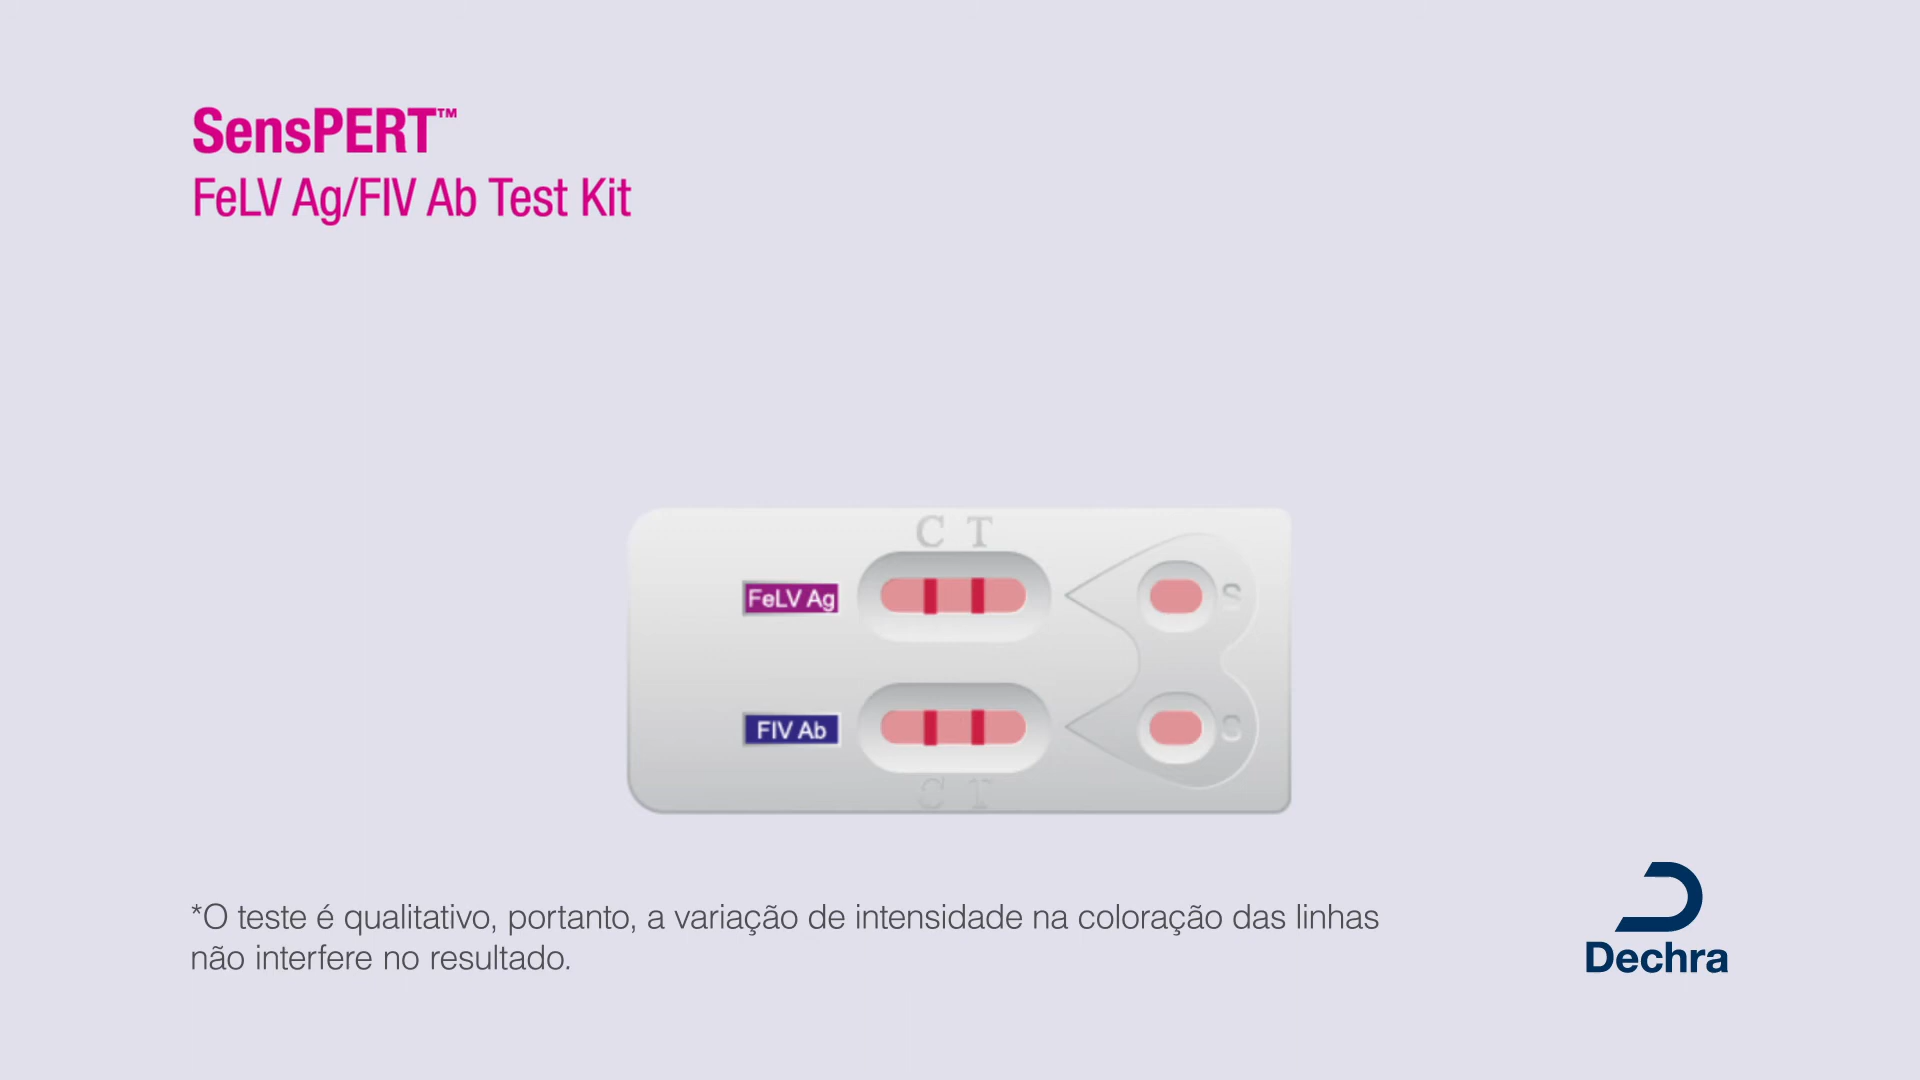 SensPERT™
FeLV Ag/FIV Ab Test Kit
C T
FeLV Ag
S
FIV Ab
S
C T
*O teste é qualitativo, portanto, a variação de intensidade na coloração das linhas
não interfere no resultado.
Dechra